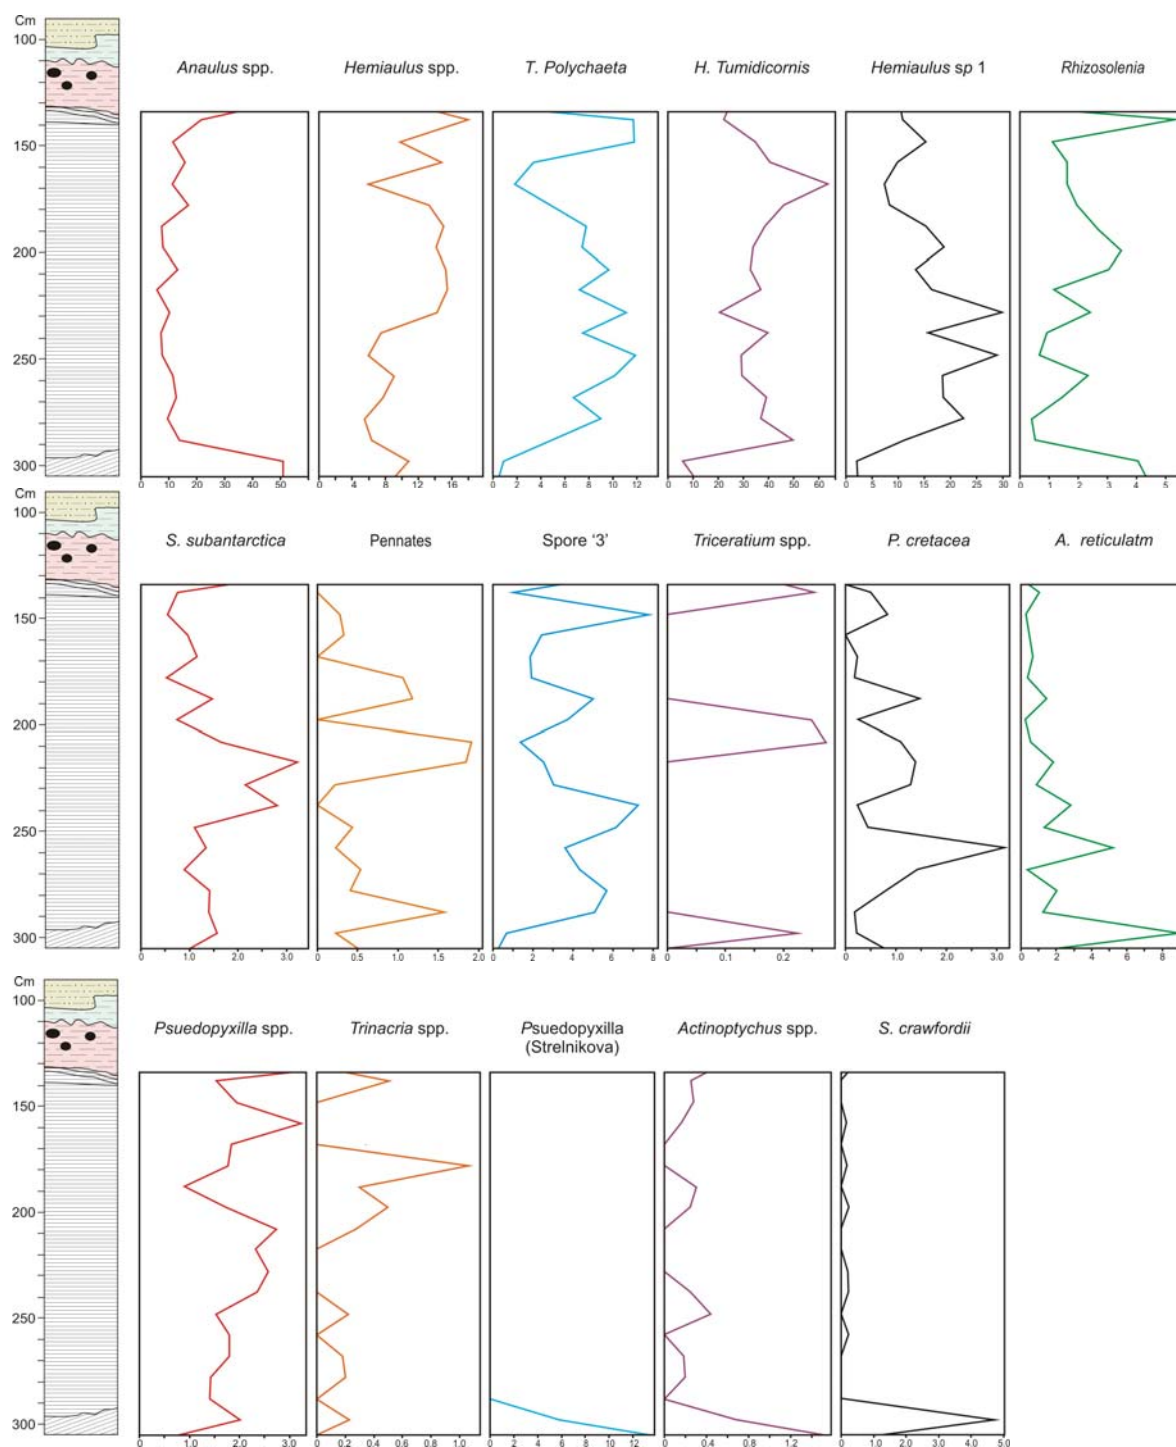 Cm
Anaulus spp. Hemiaulus spp. T. Polychaeta H. Tumidicornis Hemiaulus sp 1 Rhizosolenia
100
150
200
250
300
0 10 20 30 40 50 0 2 4 6 8 10 12 14 16 18 0 2 4 6 8 10 12 0 10 20 30 40 50 60 0 5 10 15 20 25 30 0 1 2 3 4 5
Cm
S. subantarctica Pennates Spore ‘3’ Triceratium spp. P. cretacea A. reticulatm
100
150
200
250
300
0 1.0 2.0 3.0 0 0.5 1.0 1.5 2.0 0 2 4 6 8 0 0.1 0.2 0 1.0 2.0 3.0 0 2 4 6 8
Cm
Psuedopyxilla spp. Trinacria spp. Psuedopyxilla Actinoptychus spp. S. crawfordii
(Strelnikova)
100
150
200
250
300
0 1.0 2.0 3.0 0 0.2 0.4 0.6 0.8 1.0 0 2 4 6 8 10 12 0 0.4 0.8 1.2 0 1.0 2.0 3.0 4.0 5.0